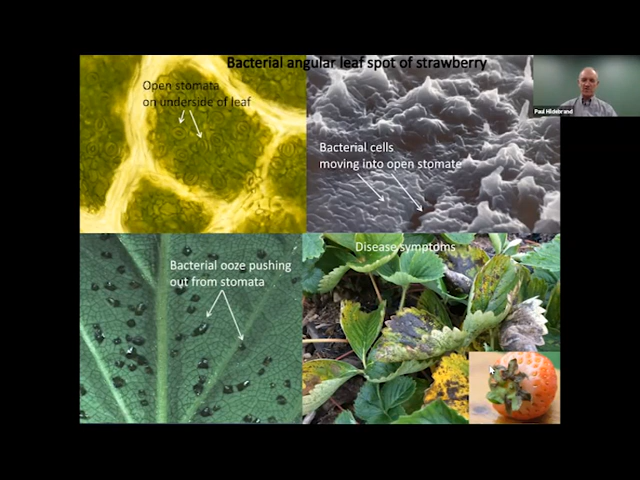 Bacterial angular leaf spot of strawberry
Open stomata
on underside of leaf
Bacterial cells
moving into open stomate
Paul Hildebrand
Bacterial ooze pushing
out from stomata
Disease symptoms